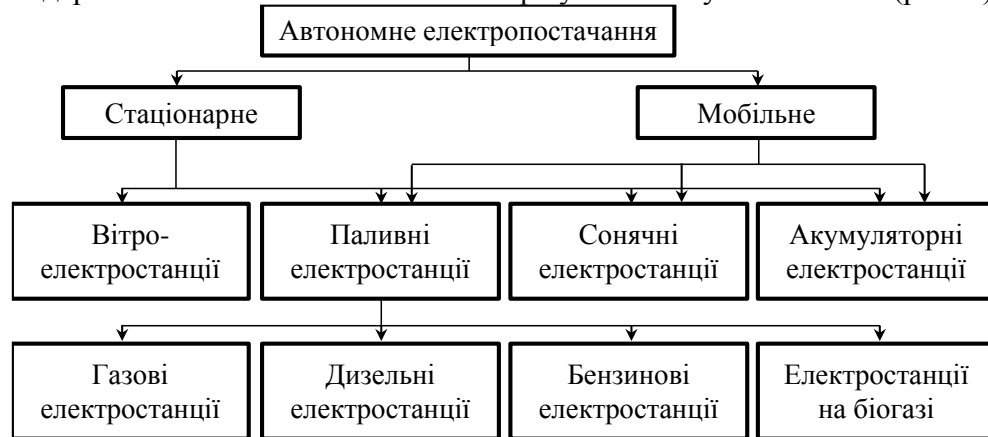 Автономне електропостачання
Стаціонарне
Мобільне
Вітро-
електростанції
Паливні
електростанції
Сонячні
електростанції
Акумуляторні
електростанції
Газові
електростанції
Дизельні
електростанції
Бензинові
електростанції
Електростанції
на біогазі